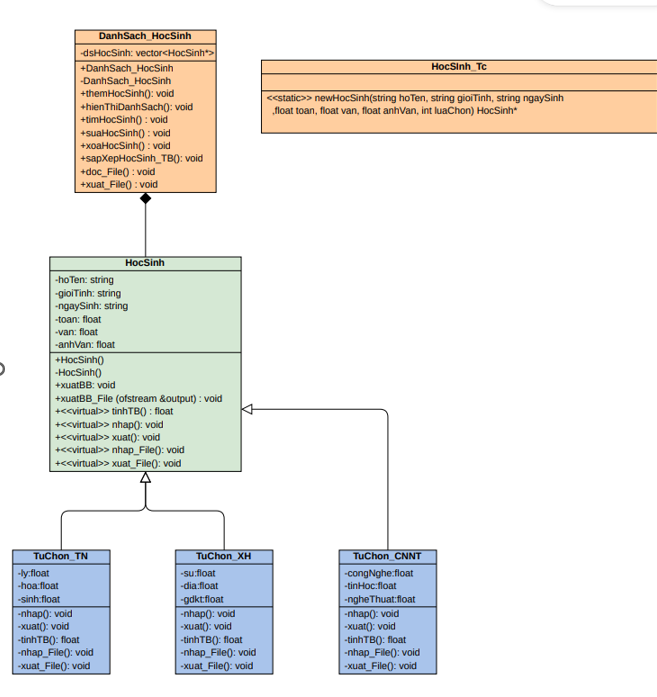 DanhSach_HocSinh
-dsHocSinh: vector<HocSinh*>
+DanhSach_HocSinh
-DanhSach_HocSinh
+themHocSinh(): void
+hienThiDanhSach(): void
+timHocSinh() : void
+suaHocSinh() : void
+xoaHocSinh() : void
+sapXepHocSinh_TB(): void
+doc_File() : void
+xuat_File() : void
HocSInh_Tc
<<static>> newHocSinh(string hoTen, string gioiTinh, string ngaySinh
,float toan, float van, float anhVan, int luaChon) HocSinh*
HocSinh
-hoTen: string
-gioiTinh: string
-ngaySinh: string
-toan: float
-van: float
-anhVan: float
+HocSinh()
-HocSinh()
+xuatBB: void
+xuatBB_File (ofstream &output) : void
+<<virtual>> tinhTB() : float
+<<virtual>> nhap(): void
+<<virtual>> xuat(): void
+<<virtual>> nhap_File(): void
+<<virtual>> xuat_File(): void
TuChon_TN
-ly:float
-hoa:float
-sinh:float
-nhap(): void
-xuat(): void
-tinhTB(): float
-nhap_File(): void
-xuat_File(): void
TuChon_XH
-su:float
-dia:float
-gdkt:float
-nhap(): void
-xuat(): void
-tinhTB(): float
-nhap_File(): void
-xuat_File(): void
TuChon_CNNT
-congNghe:float
-tinHoc:float
-ngheThuat:float
-nhap(): void
-xuat(): void
-tinhTB(): float
-nhap_File(): void
-xuat_File(): void